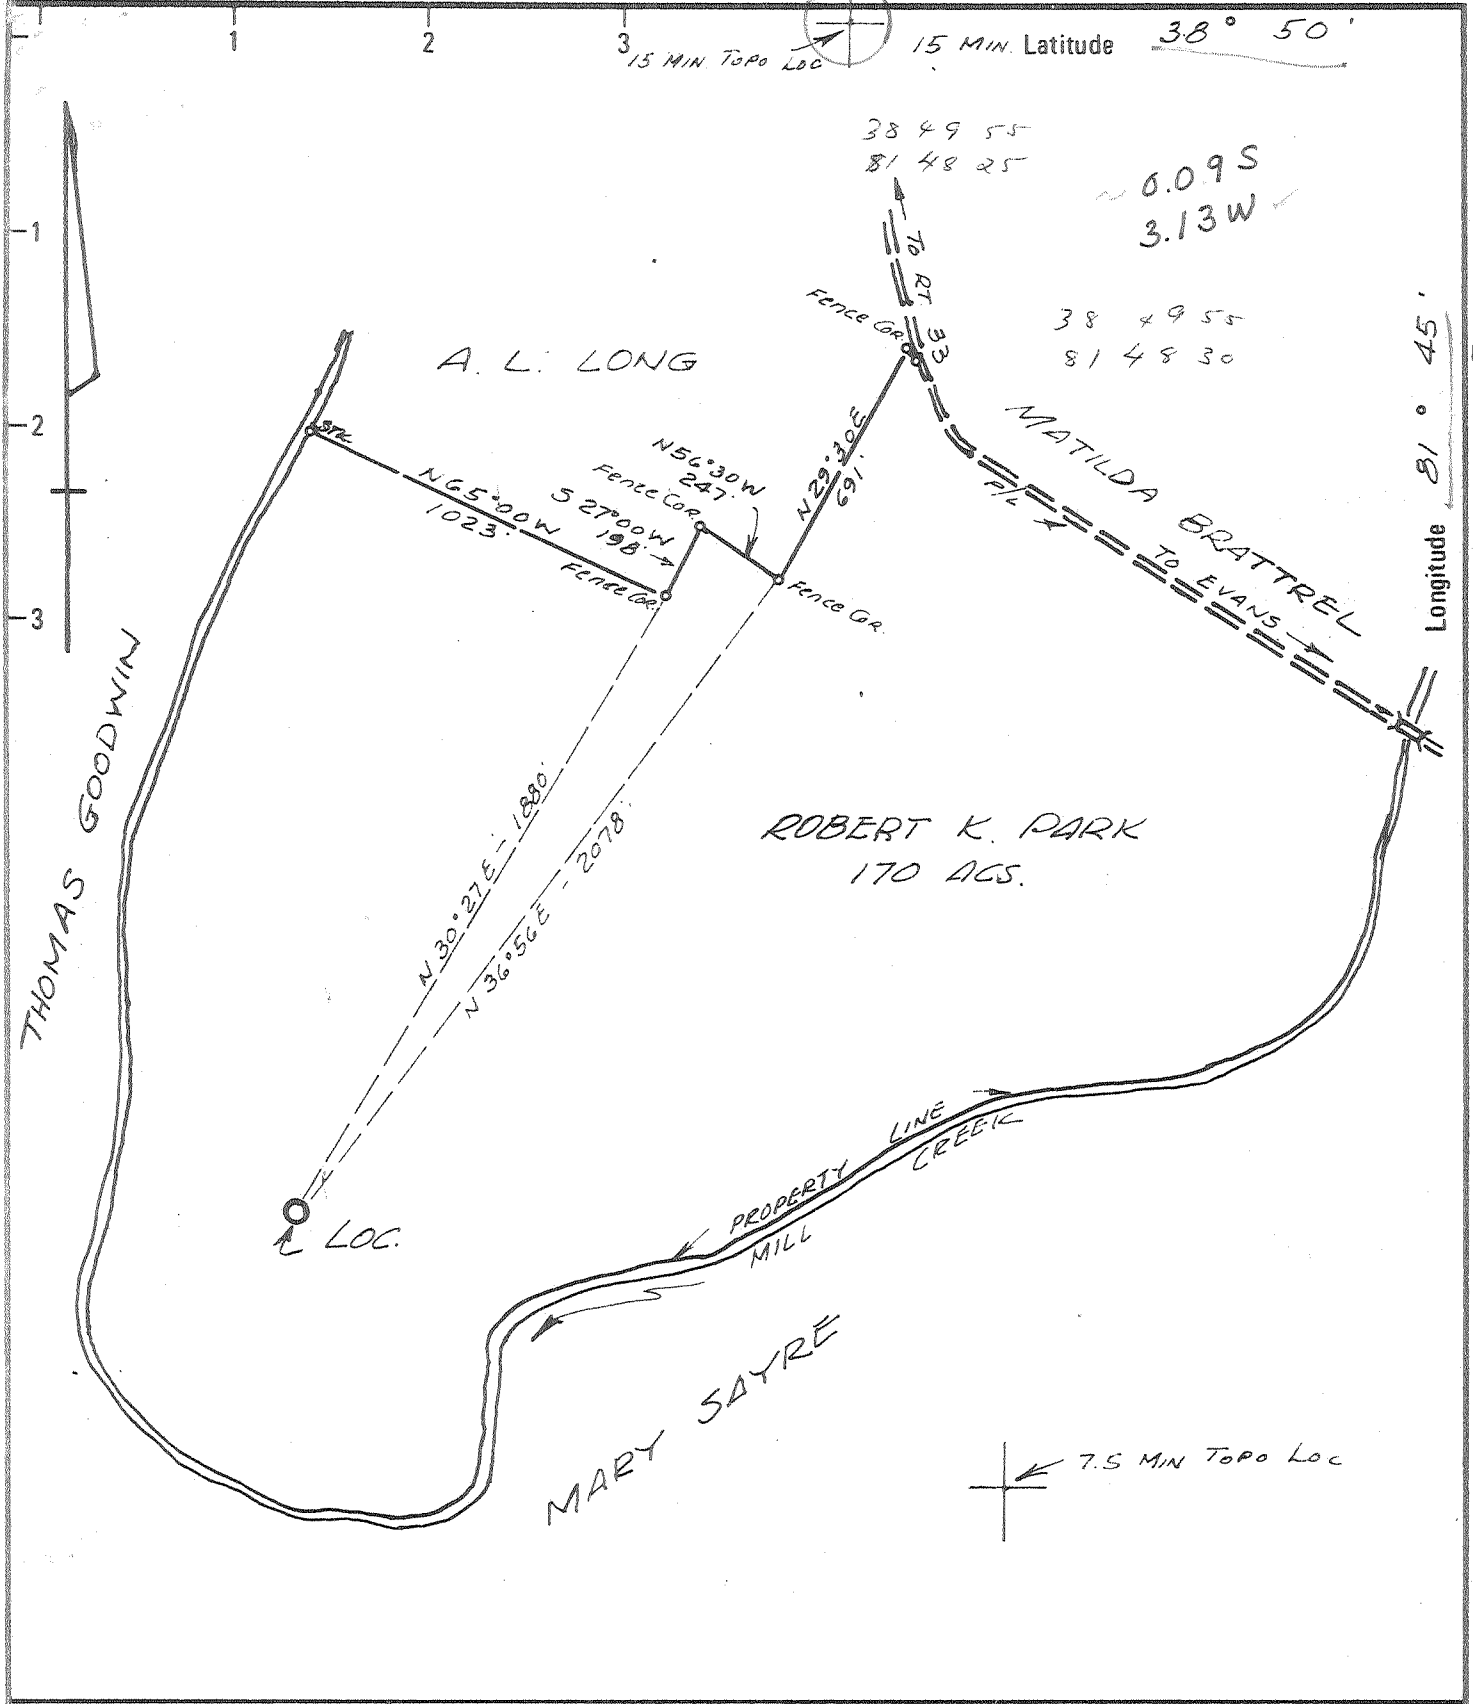 1 2 3
15 MIN. TOPO LOC
15 MIN. Latitude 38° 50'
38 49 55
81 48 25
0.09 S
3.13 W
1
TO RT 33
Fence Cor.
38 49 55
81 48 30
Longitude 81° 45'
A. L. LONG
2
STK
MATILDA BRATTREL
N 29°30 E
691'
N56°30W
247'
Fence Cor.
N65°00W
1023'
S 27°00W
198'
P/L
TO EVANS
Fence Cor.
Fence Cor.
3
THOMAS GOODWIN
N 30°27 E - 1880'
N 36°56 E - 2078'
ROBERT K. PARK
170 ACS.
PROPERTY LINE
MILL CREEK
LOC.
MARY SAYRE
7.5 MIN TOPO LOC